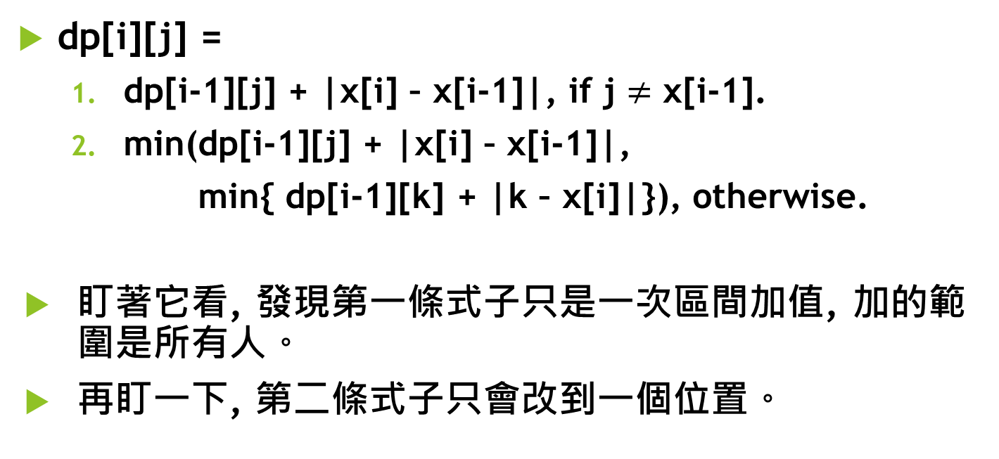 dp[i][j] =
1. dp[i-1][j] + |x[i] – x[i-1]|, if j ≠ x[i-1].
2. min(dp[i-1][j] + |x[i] – x[i-1]|,
min{ dp[i-1][k] + |k – x[i]|}), otherwise.
盯著它看, 發現第一條式子只是一次區間加值, 加的範
圍是所有人。
再盯一下, 第二條式子只會改到一個位置。